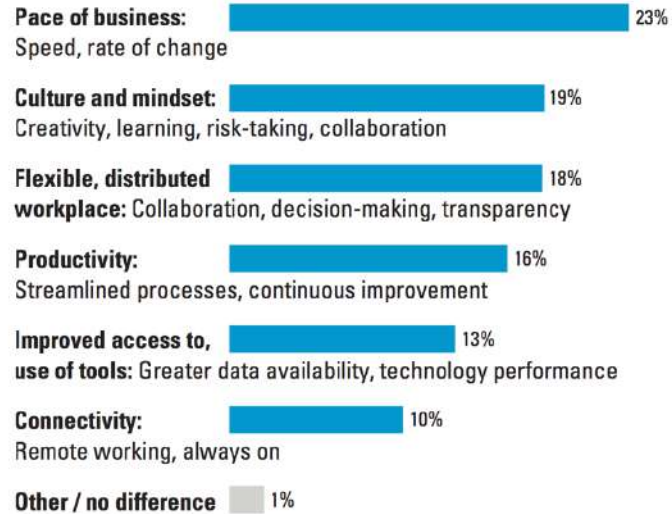 Pace of business: 23%
Speed, rate of change
Culture and mindset: 19%
Creativity, learning, risk-taking, collaboration
Flexible, distributed 18%
workplace: Collaboration, decision-making, transparency
Productivity: 16%
Streamlined processes, continuous improvement
Improved access to, 13%
use of tools: Greater data availability, technology performance
Connectivity: 10%
Remote working, always on
Other / no difference 1%